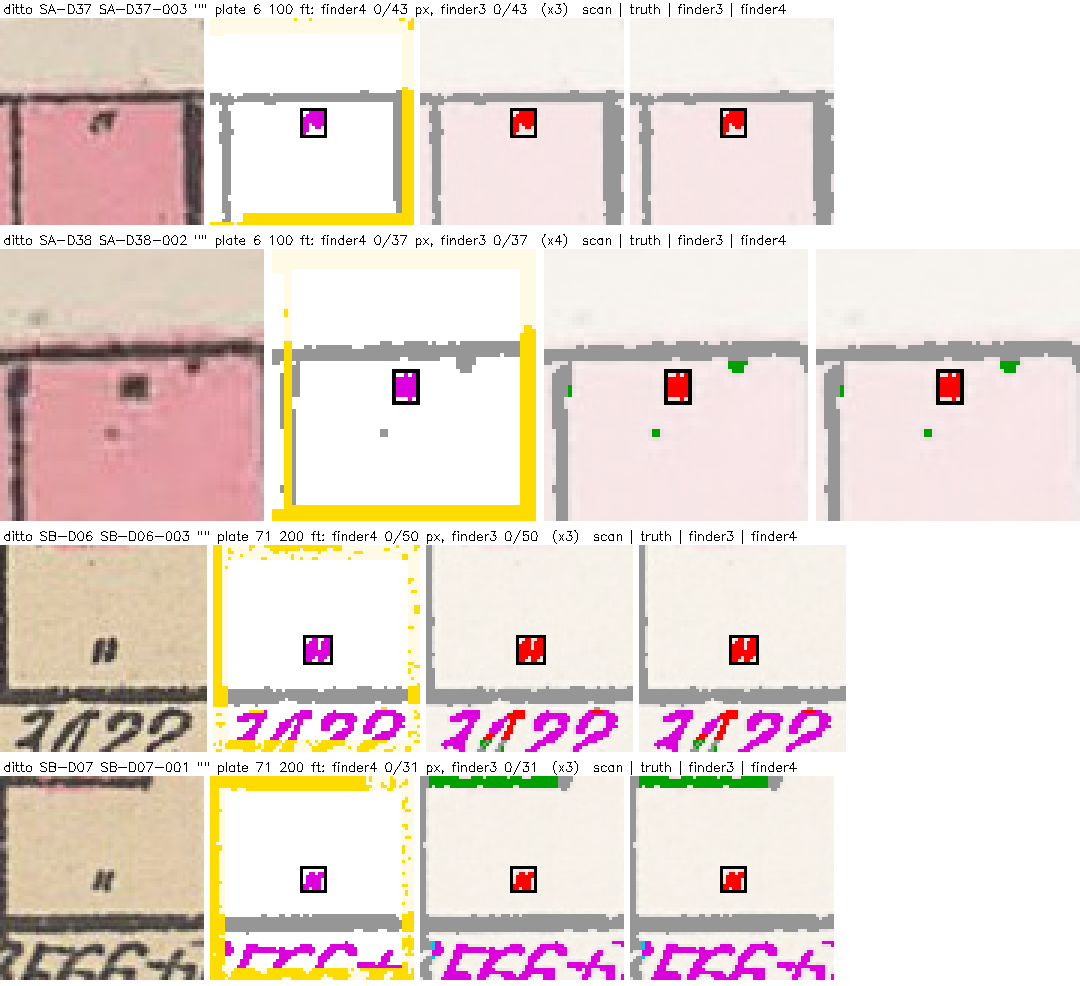 ditto SA-D37 SA-D37-003 "" plate 6 100 ft: finder4 0/43 px, finder3 0/43 (x3) scan | truth | finder3 | finder4
"
ditto SA-D38 SA-D38-002 "" plate 6 100 ft: finder4 0/37 px, finder3 0/37 (x4) scan | truth | finder3 | finder4
ditto SB-D06 SB-D06-003 "" plate 71 200 ft: finder4 0/50 px, finder3 0/50 (x3) scan | truth | finder3 | finder4
"
ditto SB-D07 SB-D07-001 "" plate 71 200 ft: finder4 0/31 px, finder3 0/31 (x3) scan | truth | finder3 | finder4
"